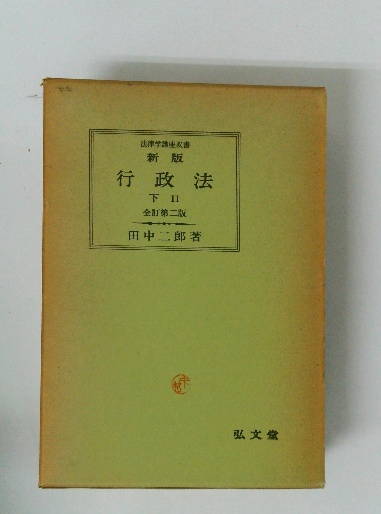 法律学講座双書
新版
行政法
下 II
全訂第二版
田中二郎著
弘文堂